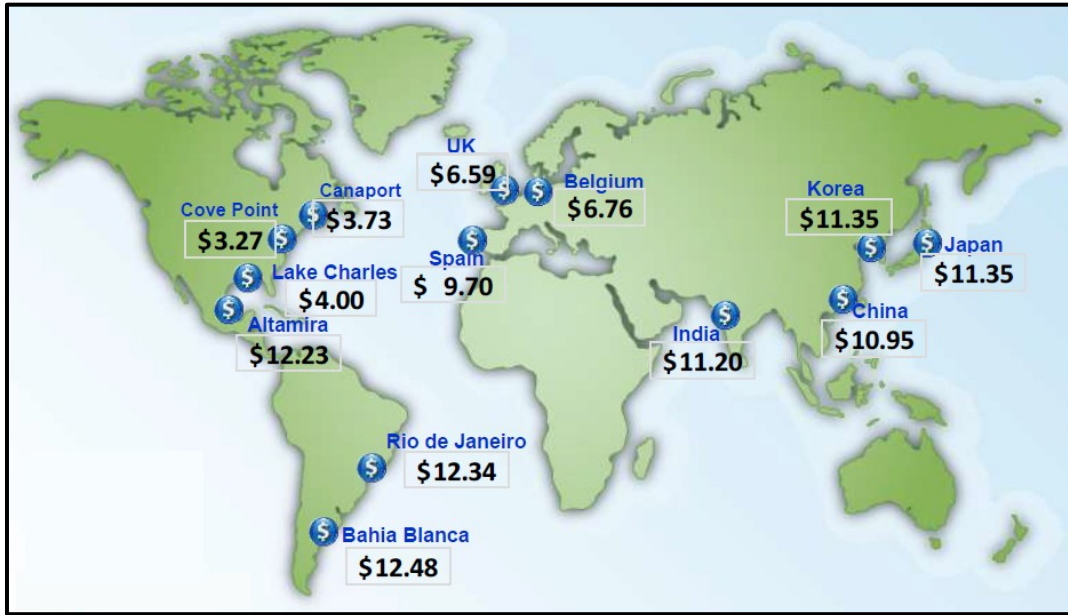 UK
$6.59
Belgium
$6.76
Canaport
$3.73
Cove Point
$3.27
Lake Charles
$4.00
Altamira
$12.23
Spain
$ 9.70
Korea
$11.35
Japan
$11.35
China
$10.95
India
$11.20
Rio de Janeiro
$12.34
Bahia Blanca
$12.48